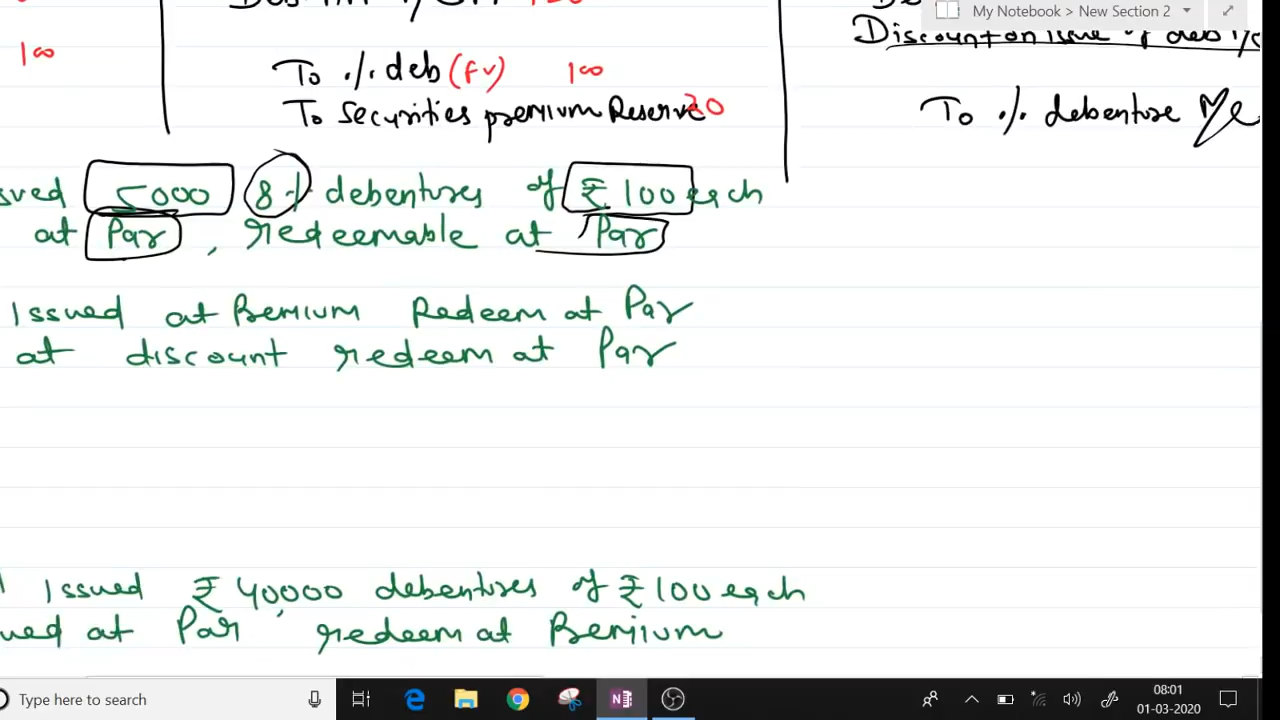 My Notebook > New Section 2
100
Discount on issue of deb
To % deb (FV) 100
To Securities premium Reserve 20
To % debenture A/c
sued 5000 8% debentures of ₹ 100 each
at Par, redeemable at Par
Issued at Premium Redeem at Par
at discount redeem at Par
Issued ₹ 40000 debentures of ₹ 100 each
ued at Par, redeem at Premium
Type here to search
08:01
01-03-2020